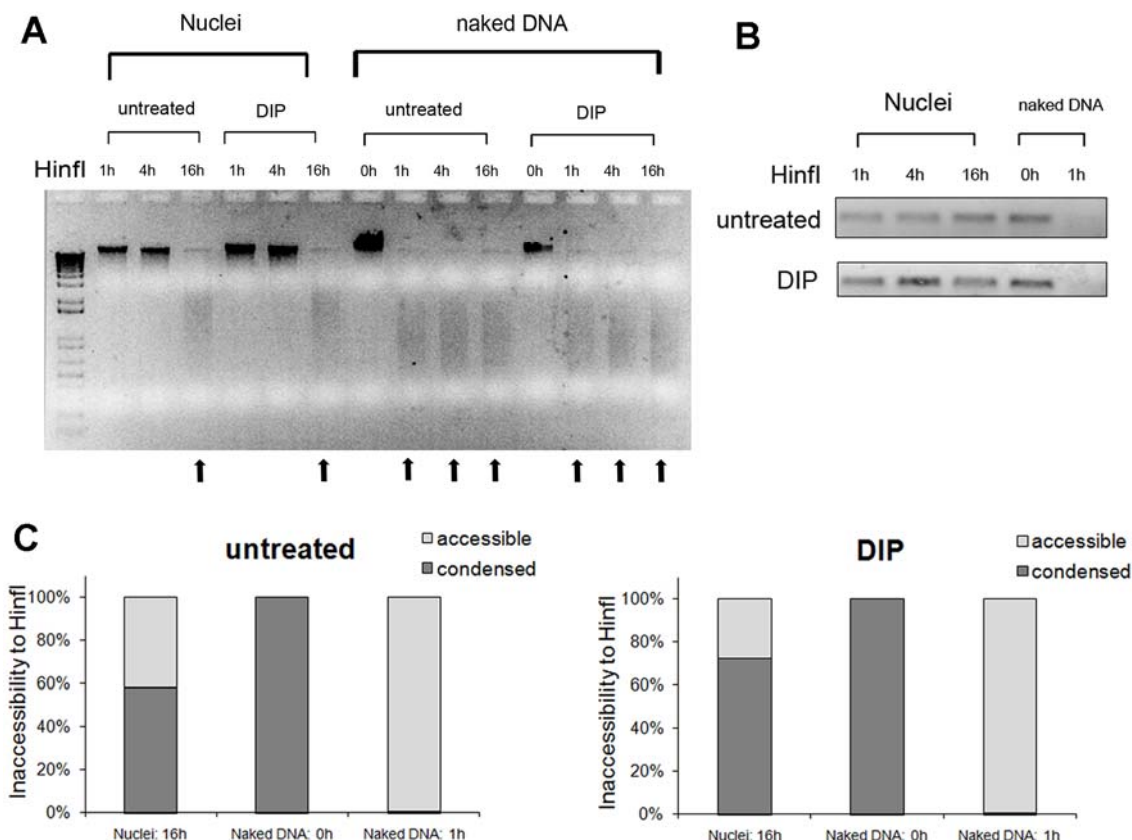 A
Nuclei
naked DNA
untreated
DIP
untreated
DIP
HinfI 1h 4h 16h 1h 4h 16h 0h 1h 4h 16h 0h 1h 4h 16h
B
Nuclei
naked DNA
HinfI 1h 4h 16h 0h 1h
untreated
DIP
C
untreated
accessible
condensed
Inaccessibility to HinfI
100%
80%
60%
40%
20%
0%
Nuclei: 16h Naked DNA: 0h Naked DNA: 1h
DIP
accessible
condensed
Inaccessibility to HinfI
100%
80%
60%
40%
20%
0%
Nuclei: 16h Naked DNA: 0h Naked DNA: 1h